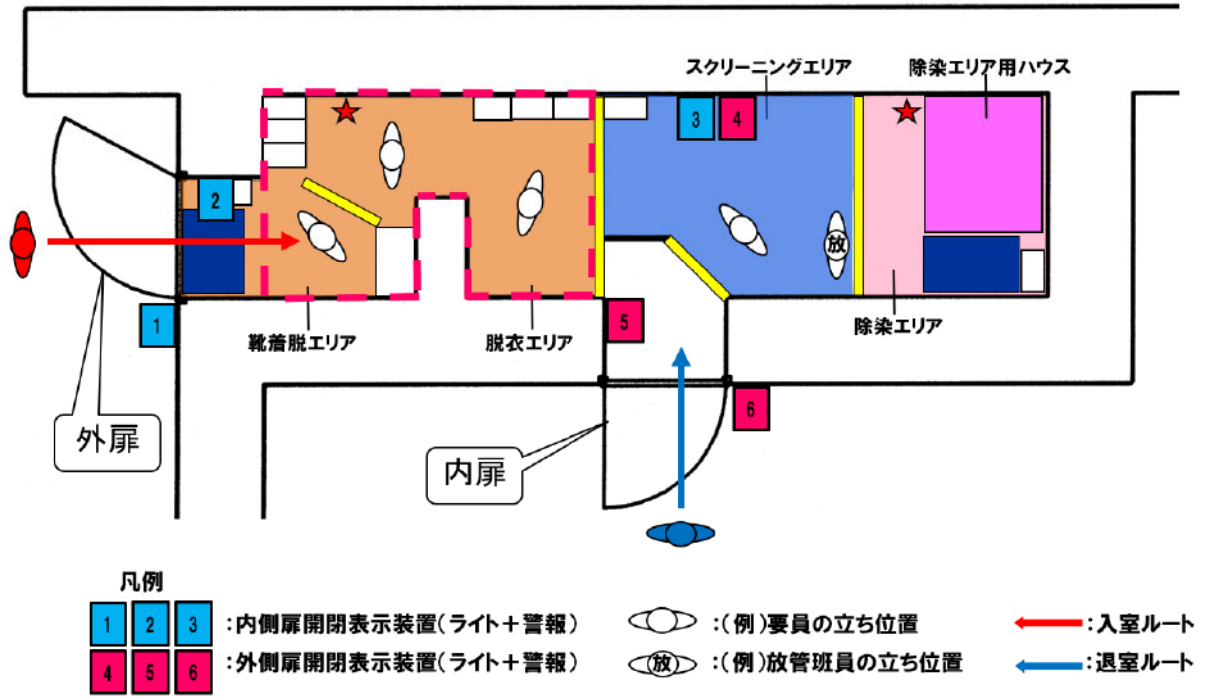 スクリーニングエリア
除染エリア用ハウス
3
4
2
放
1
5
靴着脱エリア
脱衣エリア
除染エリア
6
外扉
内扉
凡例
1 2 3 :内側扉開閉表示装置(ライト+警報) :(例)要員の立ち位置 :入室ルート
4 5 6 :外側扉開閉表示装置(ライト+警報) 放 :(例)放管班員の立ち位置 :退室ルート